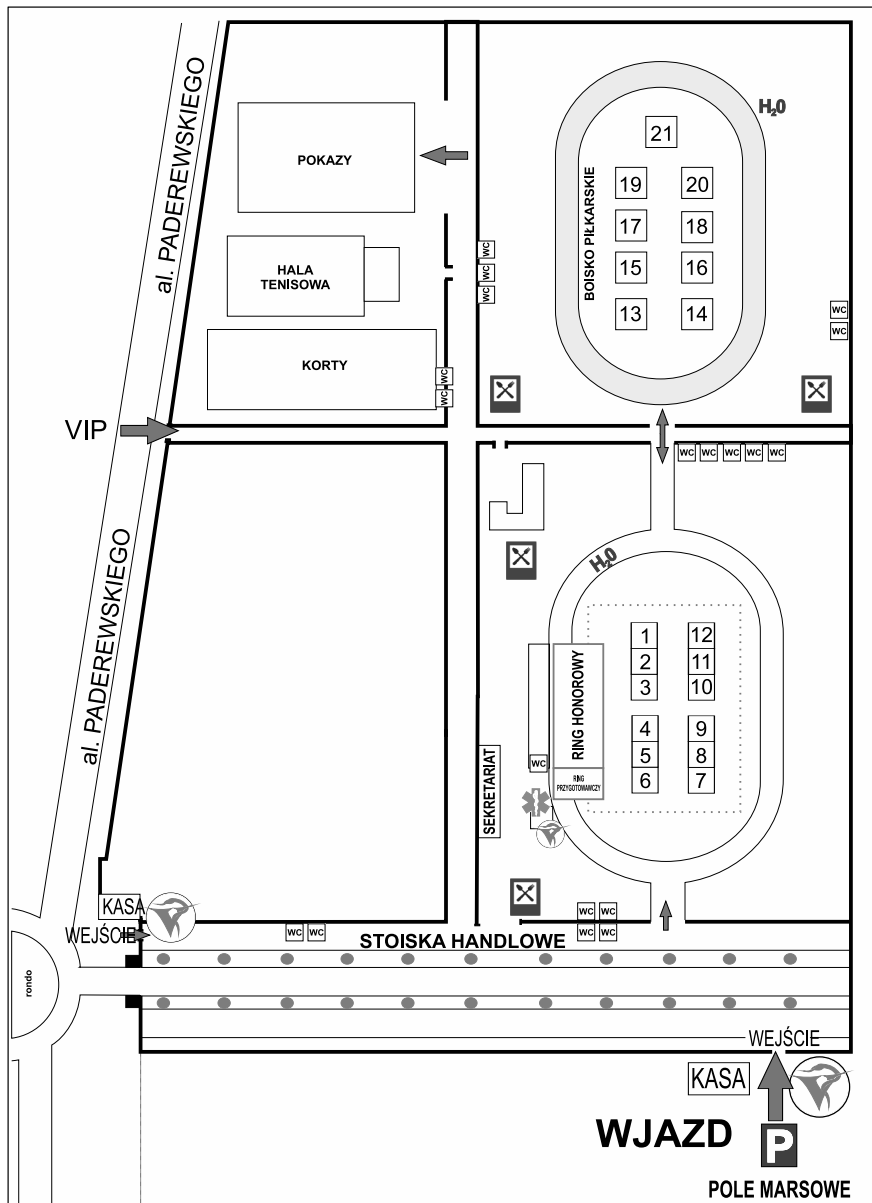 al. PADEREWSKIEGO
POKAZY
H₂0
21
19
20
17
18
15
16
13
14
BOISKO PIŁKARSKIE
HALA
TENISOWA
WC
WC
WC
WC
WC
KORTY
WC
WC
VIP
WC
WC
WC
WC
WC
al. PADEREWSKIEGO
H₂0
1
12
2
11
3
10
4
9
5
8
6
7
RING HONOROWY
RING
PRZYGOTOWAWCZY
WC
SEKRETARIAT
KASA
WEJŚCIE
WC
WC
WC
WC
WC
WC
STOISKA HANDLOWE
rondo
WEJŚCIE
KASA
WJAZD
P
POLE MARSOWE